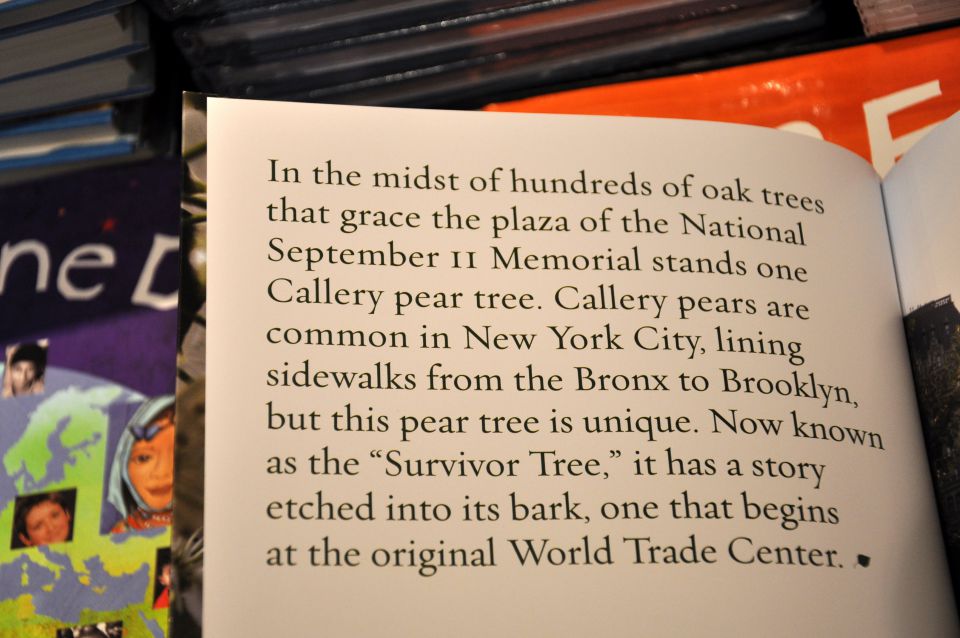 In the midst of hundreds of oak trees
that grace the plaza of the National
September 11 Memorial stands one
Callery pear tree. Callery pears are
common in New York City, lining
sidewalks from the Bronx to Brooklyn,
but this pear tree is unique. Now known
as the “Survivor Tree,” it has a story
etched into its bark, one that begins
at the original World Trade Center.
ne D